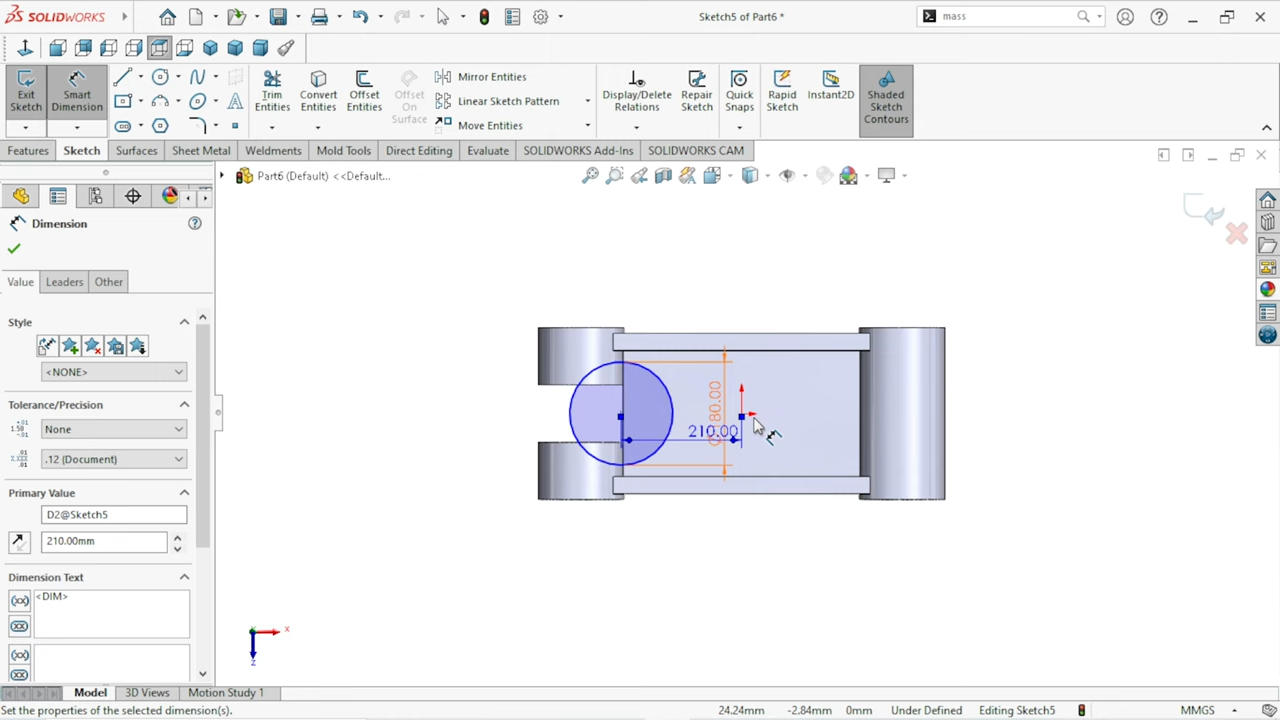 SOLIDWORKS
Sketch5 of Part6 *
mass
Exit Sketch
Smart Dimension
Trim Entities
Convert Entities
Offset Entities
Offset On Surface
Mirror Entities
Linear Sketch Pattern
Move Entities
Display/Delete Relations
Repair Sketch
Quick Snaps
Rapid Sketch
Instant2D
Shaded Sketch Contours
Features
Sketch
Surfaces
Sheet Metal
Weldments
Mold Tools
Direct Editing
Evaluate
SOLIDWORKS Add-Ins
SOLIDWORKS CAM
Part6 (Default) <<Default...
Dimension
Value
Leaders
Other
Style
<NONE>
Tolerance/Precision
None
.12 (Document)
Primary Value
D2@Sketch5
210.00mm
Dimension Text
<DIM>
210.00
x
z
Model
3D Views
Motion Study 1
Set the properties of the selected dimension(s).
24.24mm
-2.84mm
0mm
Under Defined
Editing Sketch5
MMGS